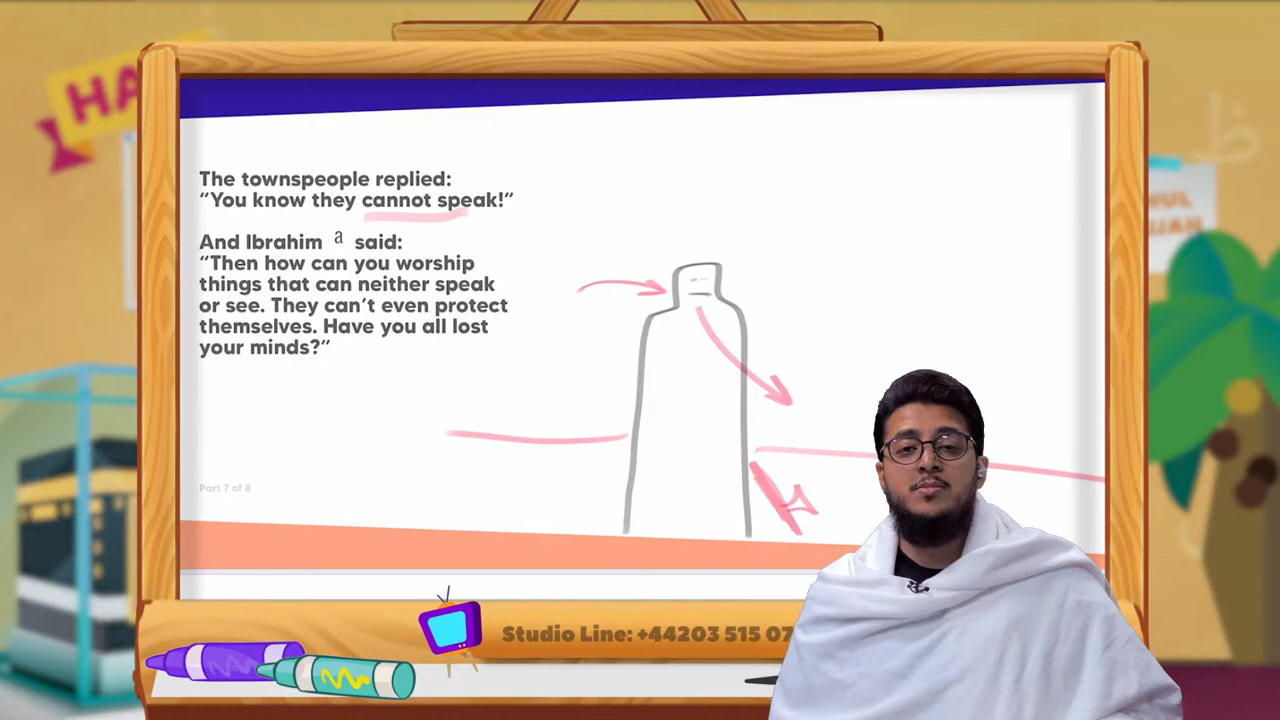 HA
The townspeople replied:
“You know they cannot speak!”
And Ibrahim a said:
“Then how can you worship
things that can neither speak
or see. They can’t even protect
themselves. Have you all lost
your minds?”
Part 7 of 8
Studio Line: +44203 515 07
ظ